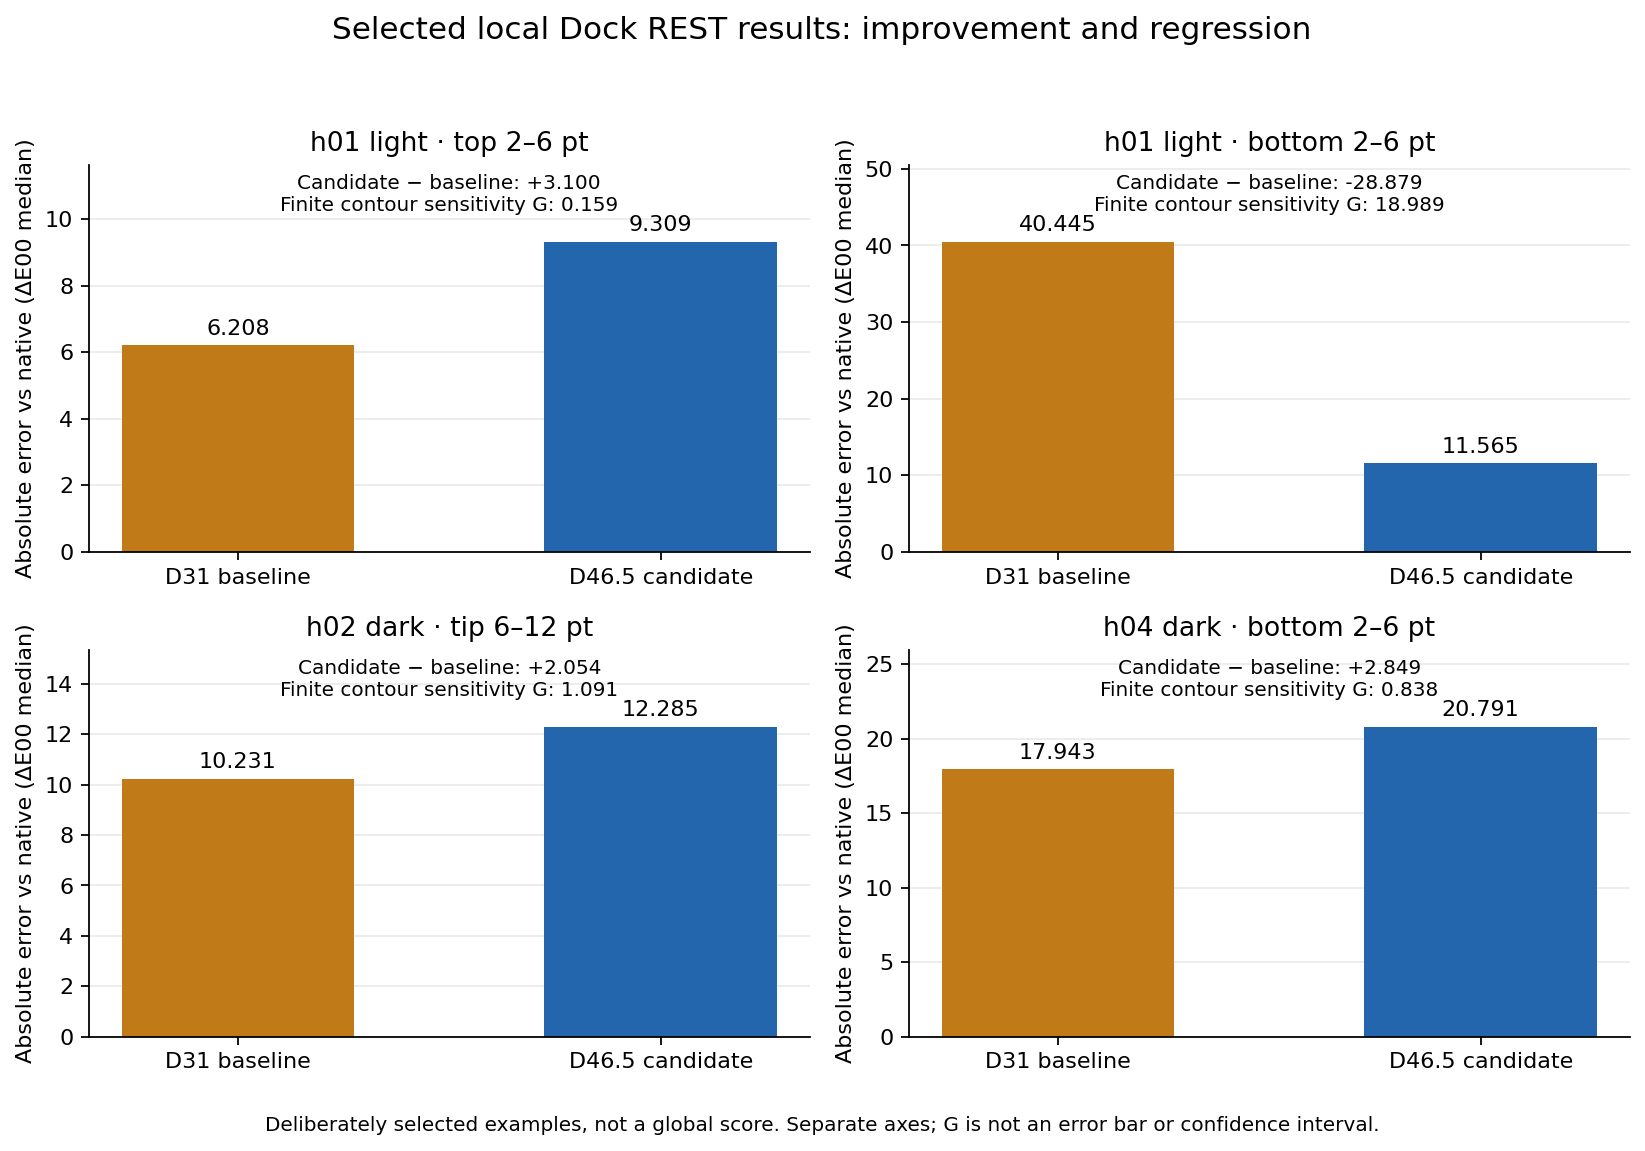 Selected local Dock REST results: improvement and regression
h01 light · top 2–6 pt
Candidate − baseline: +3.100
Finite contour sensitivity G: 0.159
Absolute error vs native (ΔE00 median)
10
8
6
4
2
0
6.208
9.309
D31 baseline
D46.5 candidate
h01 light · bottom 2–6 pt
Candidate − baseline: -28.879
Finite contour sensitivity G: 18.989
Absolute error vs native (ΔE00 median)
50
40
30
20
10
0
40.445
11.565
D31 baseline
D46.5 candidate
h02 dark · tip 6–12 pt
Candidate − baseline: +2.054
Finite contour sensitivity G: 1.091
Absolute error vs native (ΔE00 median)
14
12
10
8
6
4
2
0
10.231
12.285
D31 baseline
D46.5 candidate
h04 dark · bottom 2–6 pt
Candidate − baseline: +2.849
Finite contour sensitivity G: 0.838
Absolute error vs native (ΔE00 median)
25
20
15
10
5
0
17.943
20.791
D31 baseline
D46.5 candidate
Deliberately selected examples, not a global score. Separate axes; G is not an error bar or confidence interval.